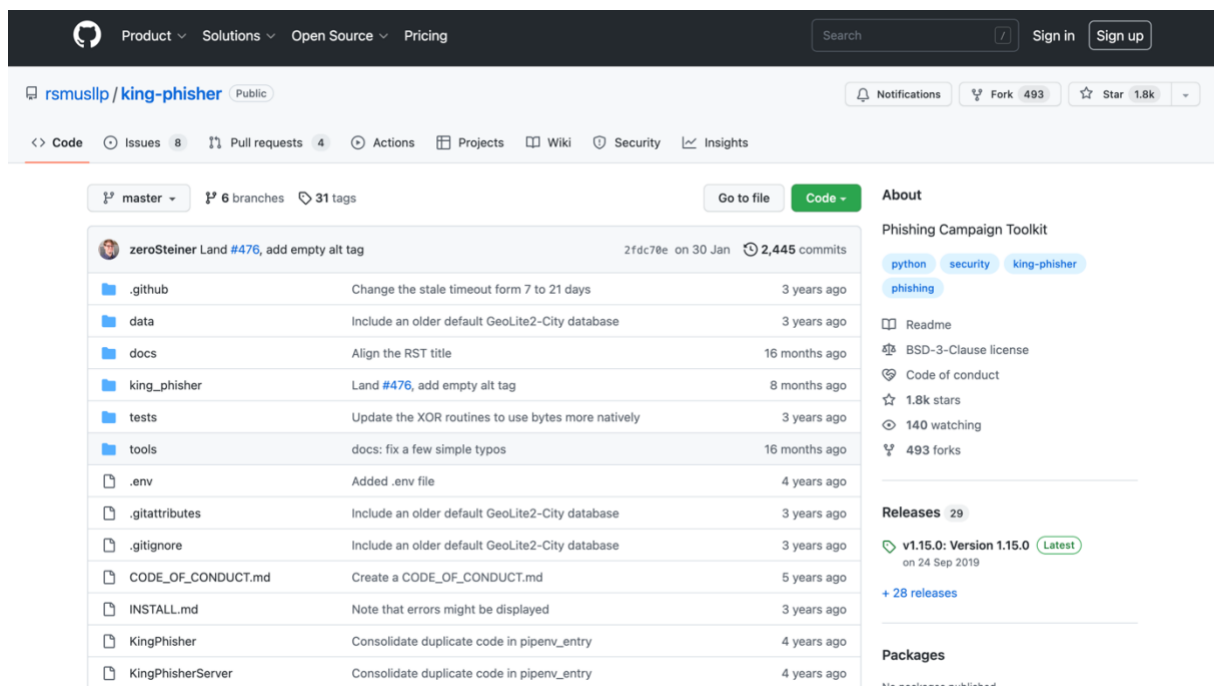 Product Solutions Open Source Pricing Search / Sign in Sign up
rsmusllp / king-phisher Public Notifications Fork 493 Star 1.8k
Code Issues 8 Pull requests 4 Actions Projects Wiki Security Insights
master 6 branches 31 tags Go to file Code
zeroSteiner Land #476, add empty alt tag 2fdc70e on 30 Jan 2,445 commits
.github Change the stale timeout form 7 to 21 days 3 years ago
data Include an older default GeoLite2-City database 3 years ago
docs Align the RST title 16 months ago
king_phisher Land #476, add empty alt tag 8 months ago
tests Update the XOR routines to use bytes more natively 3 years ago
tools docs: fix a few simple typos 16 months ago
.env Added .env file 4 years ago
.gitattributes Include an older default GeoLite2-City database 3 years ago
.gitignore Include an older default GeoLite2-City database 3 years ago
CODE_OF_CONDUCT.md Create a CODE_OF_CONDUCT.md 5 years ago
INSTALL.md Note that errors might be displayed 3 years ago
KingPhisher Consolidate duplicate code in pipenv_entry 4 years ago
KingPhisherServer Consolidate duplicate code in pipenv_entry 4 years ago
About
Phishing Campaign Toolkit
python security king-phisher
phishing
Readme
BSD-3-Clause license
Code of conduct
1.8k stars
140 watching
493 forks
Releases 29
v1.15.0: Version 1.15.0 Latest
on 24 Sep 2019
+ 28 releases
Packages